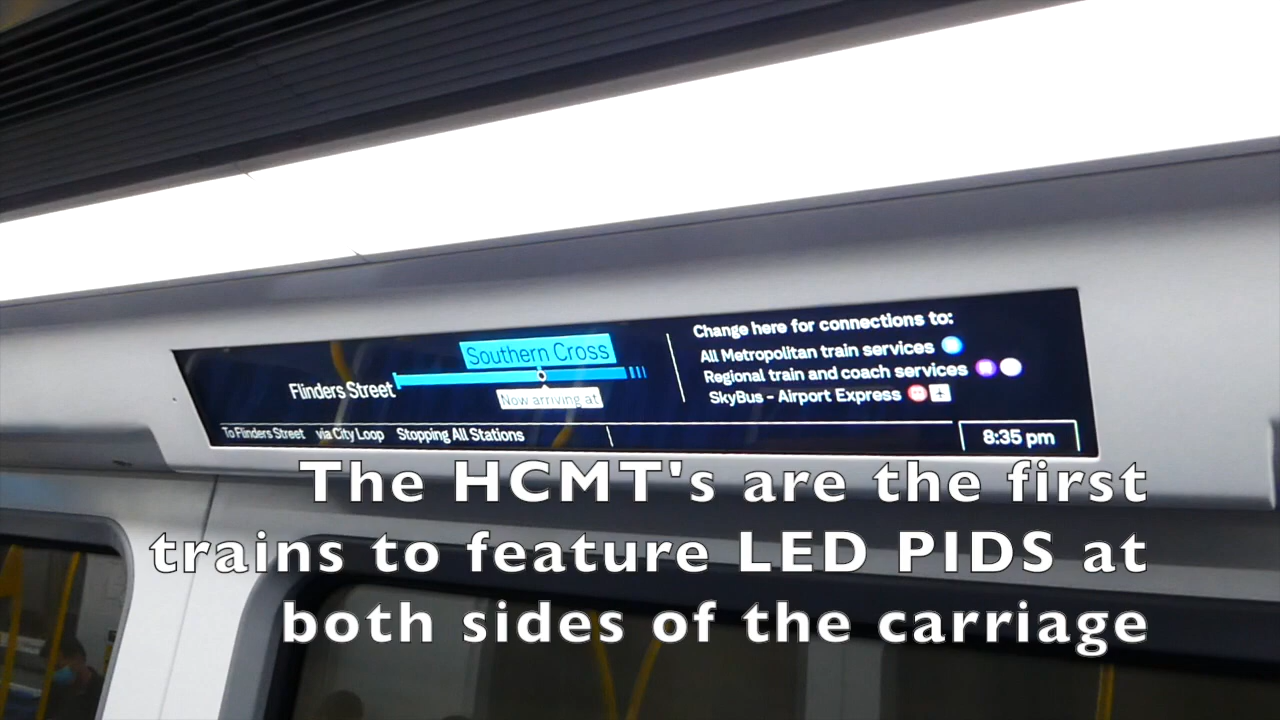 Southern Cross
Flinders Street
Now arriving at
Change here for connections to:
All Metropolitan train services
Regional train and coach services
SkyBus - Airport Express
To Flinders Street via City Loop Stopping All Stations
8:35 pm
The HCMT's are the first
trains to feature LED PIDS at
both sides of the carriage